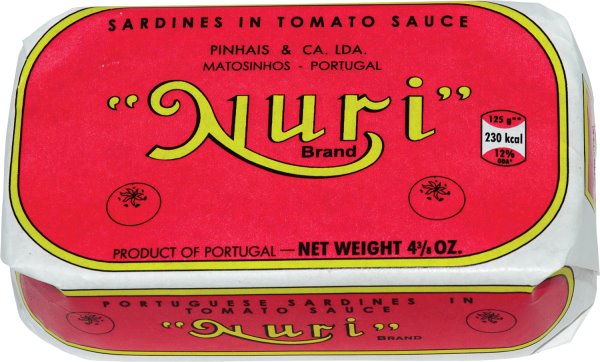 SARDINES IN TOMATO SAUCE
PINHAIS & CA. LDA.
MATOSINHOS - PORTUGAL
"Nuri"
Brand
125 g**
230 kcal
12%
GDA*
PRODUCT OF PORTUGAL — NET WEIGHT 4⅜ OZ.
PORTUGUESE SARDINES IN
TOMATO SAUCE
"Nuri"
BRAND